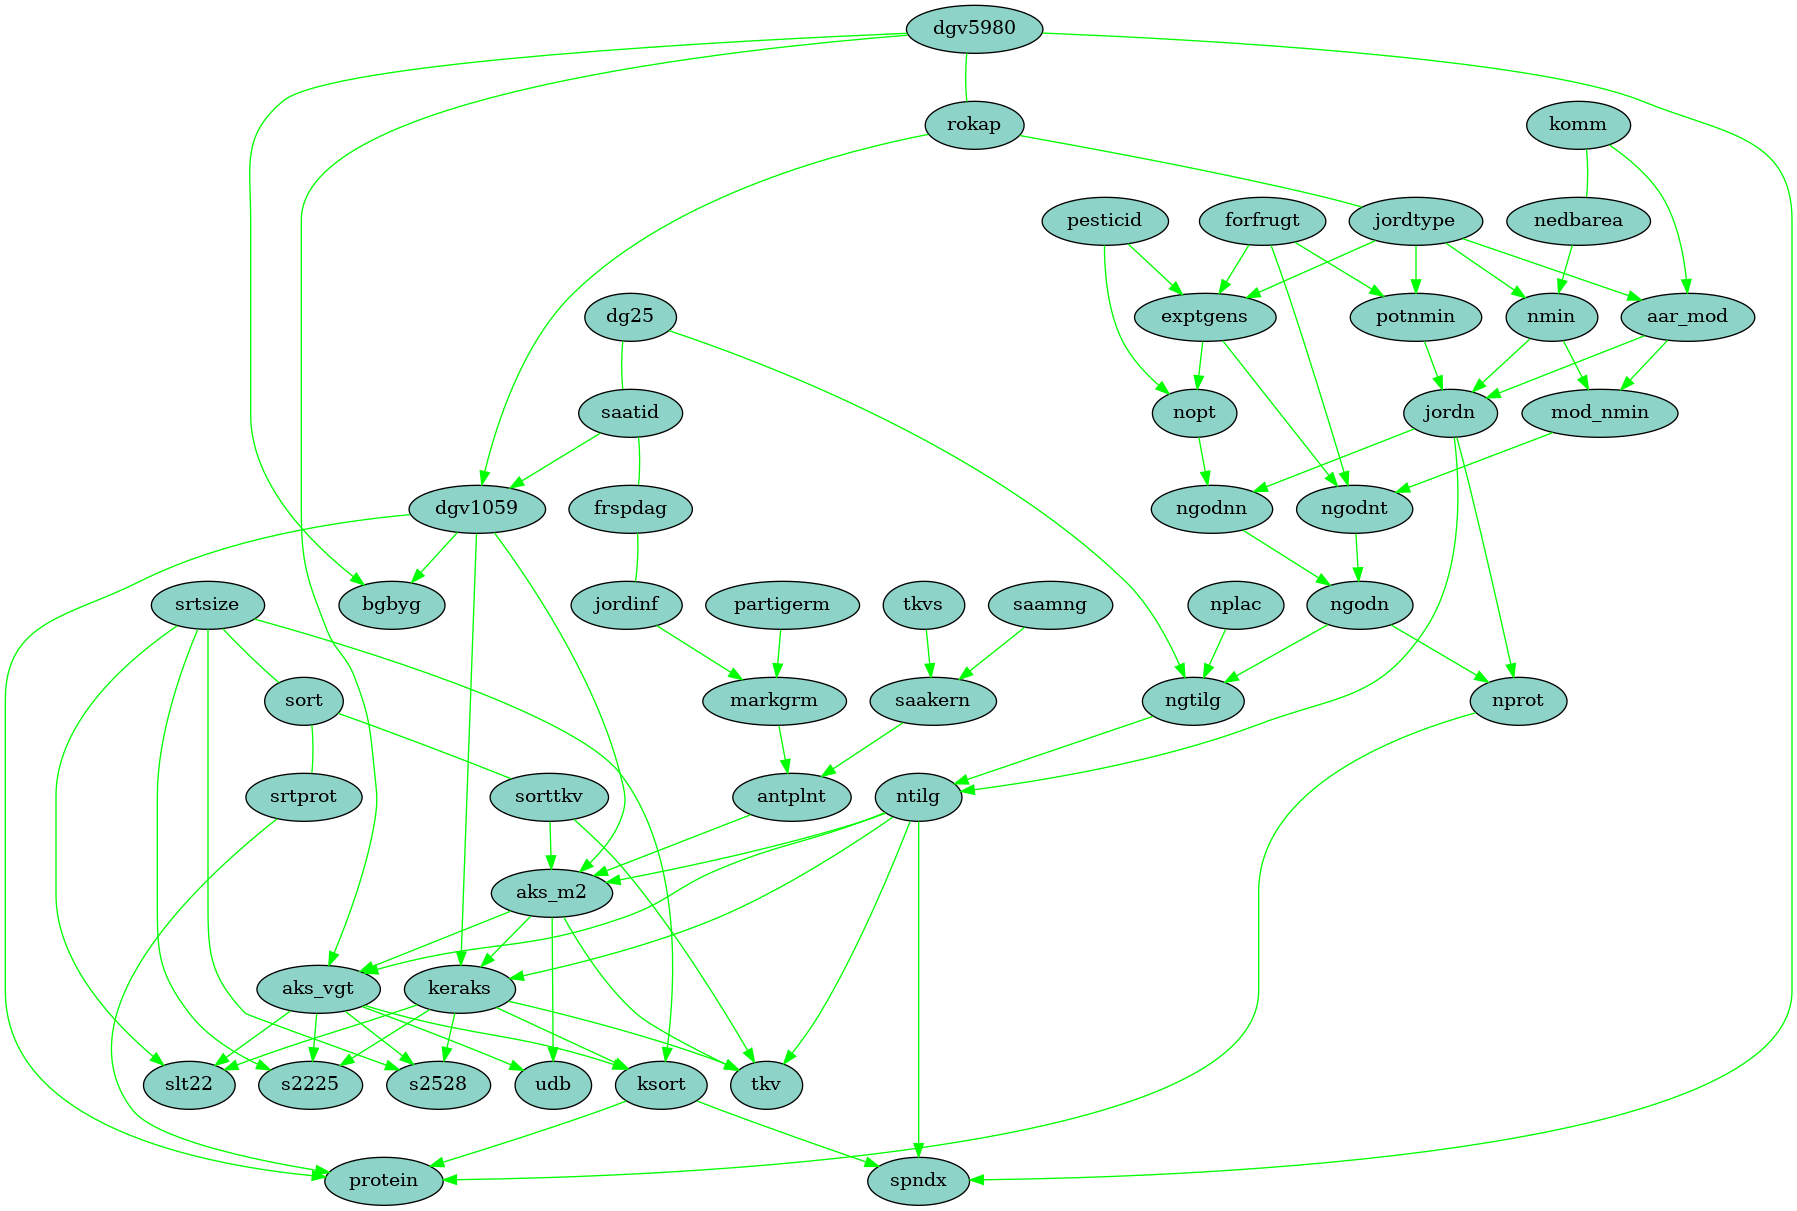 dgv5980
rokap
komm
pesticid
forfrugt
jordtype
nedbarea
dg25
exptgens
potnmin
nmin
aar_mod
saatid
nopt
jordn
mod_nmin
dgv1059
frspdag
ngodnn
ngodnt
srtsize
bgbyg
jordinf
partigerm
tkvs
saamng
nplac
ngodn
sort
markgrm
saakern
ngtilg
nprot
srtprot
sorttkv
antplnt
ntilg
aks_m2
aks_vgt
keraks
slt22
s2225
s2528
udb
ksort
tkv
protein
spndx